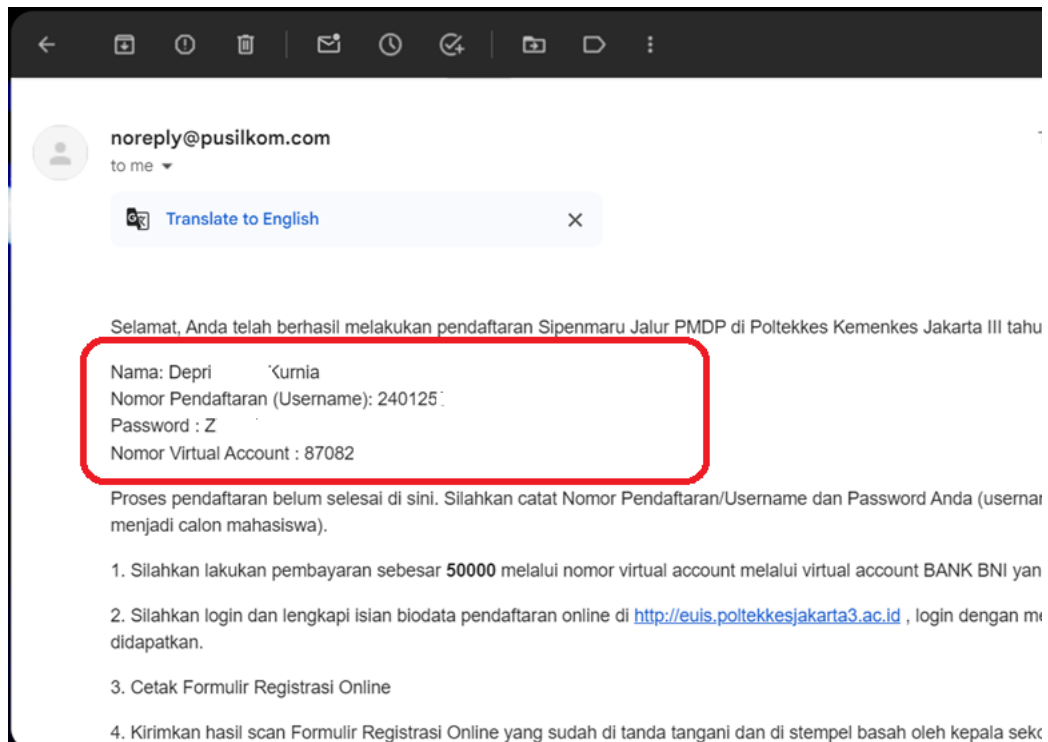 noreply@pusilkom.com
to me
Translate to English
Selamat, Anda telah berhasil melakukan pendaftaran Sipenmaru Jalur PMDP di Poltekkes Kemenkes Jakarta III tahu
Nama: Depri Kurnia
Nomor Pendaftaran (Username): 240125
Password : Z
Nomor Virtual Account : 87082
Proses pendaftaran belum selesai di sini. Silahkan catat Nomor Pendaftaran/Username dan Password Anda (usernar
menjadi calon mahasiswa).
1. Silahkan lakukan pembayaran sebesar 50000 melalui nomor virtual account melalui virtual account BANK BNI yan
2. Silahkan login dan lengkapi isian biodata pendaftaran online di http://euis.poltekkesjakarta3.ac.id , login dengan me
didapatkan.
3. Cetak Formulir Registrasi Online
4. Kirimkan hasil scan Formulir Registrasi Online yang sudah di tanda tangani dan di stempel basah oleh kepala seko